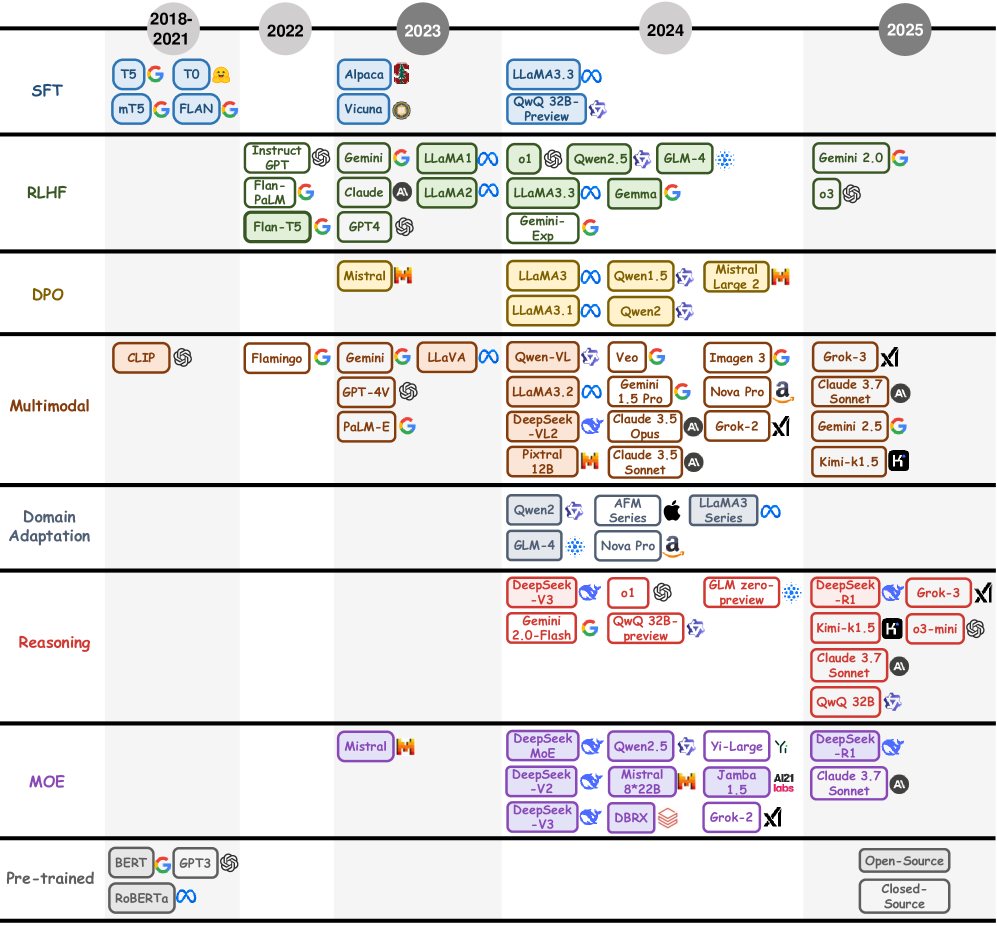 2018-
2021
2022
2023
2024
2025
SFT
T5
T0
Alpaca
LLaMA3.3
mT5
FLAN
Vicuna
QwQ 32B-
Preview
RLHF
Instruct
GPT
Gemini
LLaMA1
o1
Qwen2.5
GLM-4
Gemini 2.0
Flan-
PaLM
Claude
LLaMA2
LLaMA3.3
Gemma
o3
Flan-T5
GPT4
Gemini-
Exp
DPO
Mistral
LLaMA3
Qwen1.5
Mistral
Large 2
LLaMA3.1
Qwen2
Multimodal
CLIP
Flamingo
Gemini
LLaVA
Qwen-VL
Veo
Imagen 3
Grok-3
GPT-4V
LLaMA3.2
Gemini
1.5 Pro
Nova Pro
Claude 3.7
Sonnet
PaLM-E
DeepSeek
-VL2
Claude 3.5
Opus
Grok-2
Gemini 2.5
Pixtral
12B
Claude 3.5
Sonnet
Kimi-k1.5
Domain
Adaptation
Qwen2
AFM
Series
LLaMA3
Series
GLM-4
Nova Pro
Reasoning
DeepSeek
-V3
o1
GLM zero-
preview
DeepSeek
-R1
Grok-3
Gemini
2.0-Flash
QwQ 32B-
preview
Kimi-k1.5
o3-mini
Claude 3.7
Sonnet
QwQ 32B
MOE
Mistral
DeepSeek
MoE
Qwen2.5
Yi-Large
DeepSeek
-R1
DeepSeek
-V2
Mistral
8*22B
Jamba
1.5
AI21
labs
Claude 3.7
Sonnet
DeepSeek
-V3
DBRX
Grok-2
Pre-trained
BERT
GPT3
RoBERTa
Open-Source
Closed-
Source